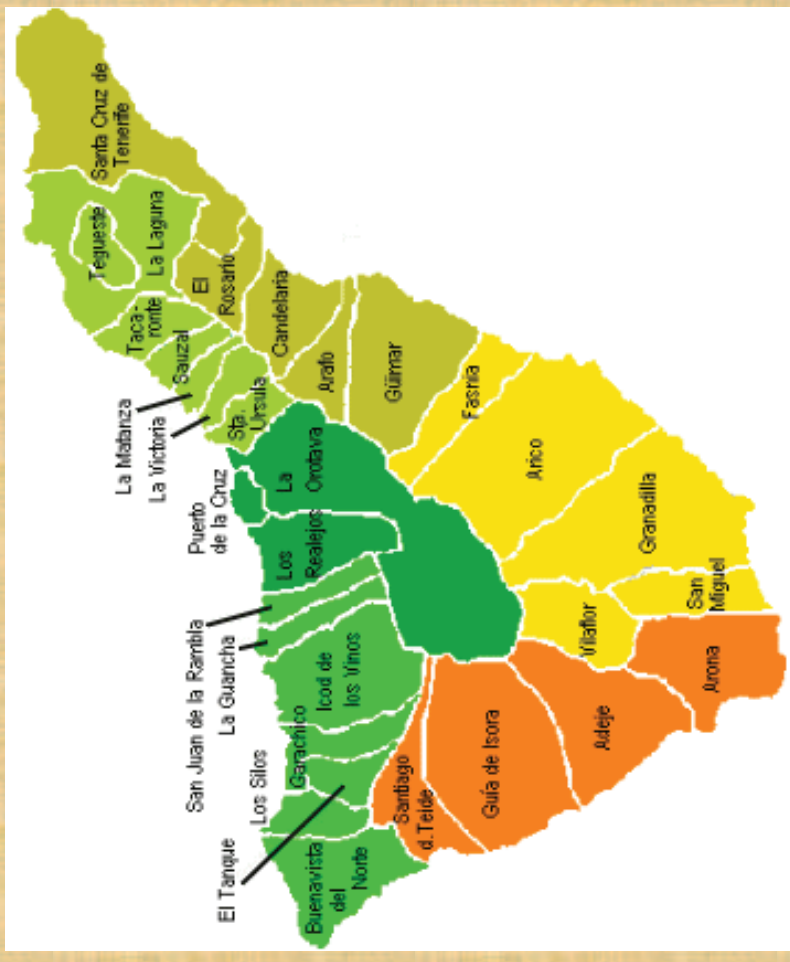 Buenavista
del
Norte
El Tanque
Los Silos
Garachico
San Juan de la Rambla
La Guancha
Icod de
los Vinos
Santiago
d. Teide
Guía de Isora
Adeje
Arona
Vilaflor
San
Miguel
Granadilla
Arico
Fasnia
Los
Realejos
Puerto
de la Cruz
La
Orotava
La Matanza
La Victoria
Sta.
Ursula
Sauzal
Taca-
ronte
Tegueste
La Laguna
El
Rosario
Candelaria
Arafo
Güimar
Santa Cruz de
Tenerife